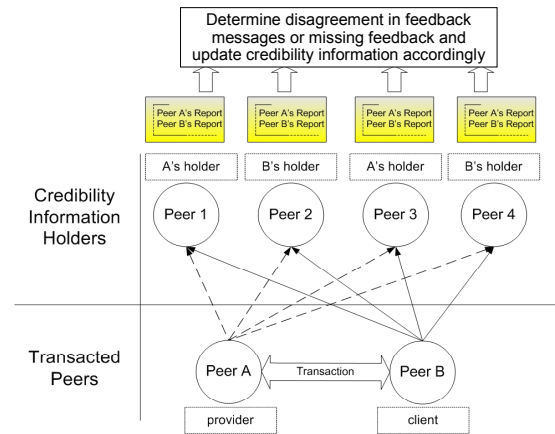 Determine disagreement in feedback
messages or missing feedback and
update credibility information accordingly
Peer A's Report
Peer B's Report
Peer A's Report
Peer B's Report
Peer A's Report
Peer B's Report
Peer A's Report
Peer B's Report
A's holder
B's holder
A's holder
B's holder
Credibility
Information
Holders
Peer 1
Peer 2
Peer 3
Peer 4
Transacted
Peers
Peer A
Transaction
Peer B
provider
client